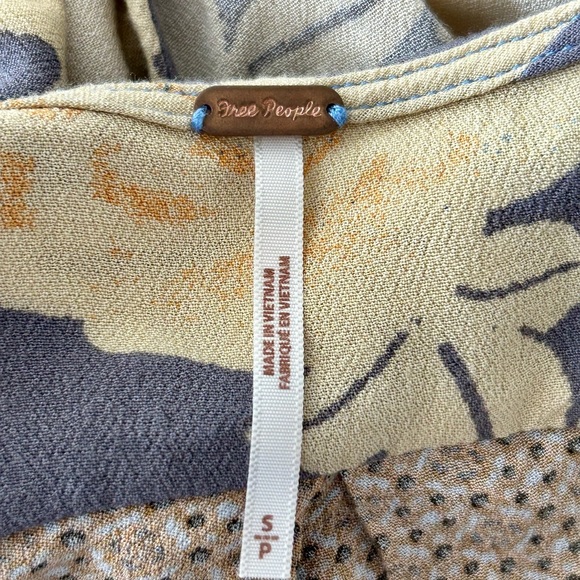 Free People
MADE IN VIETNAM
FABRIQUÉ EN VIETNAM
S
P